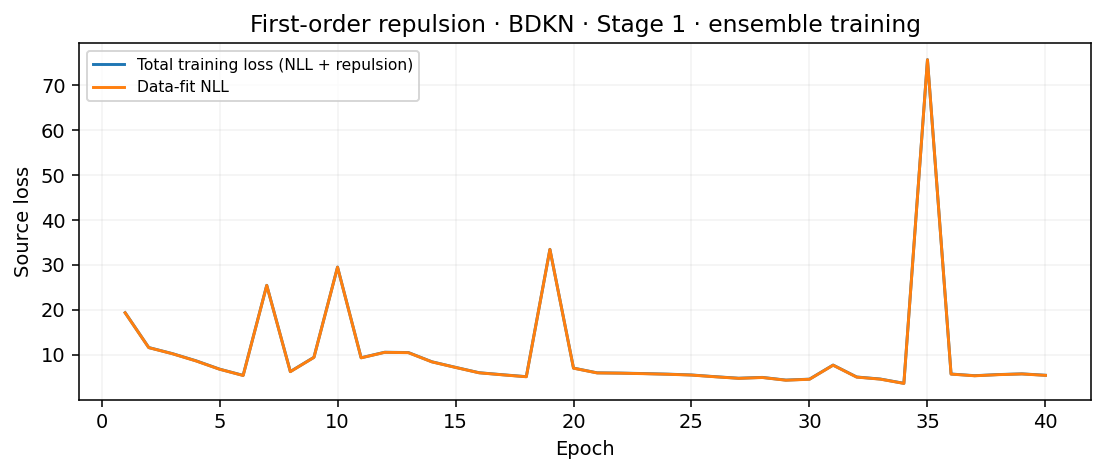 First-order repulsion · BDKN · Stage 1 · ensemble training
Total training loss (NLL + repulsion)
Data-fit NLL
Source loss
70
60
50
40
30
20
10
0 5 10 15 20 25 30 35 40
Epoch